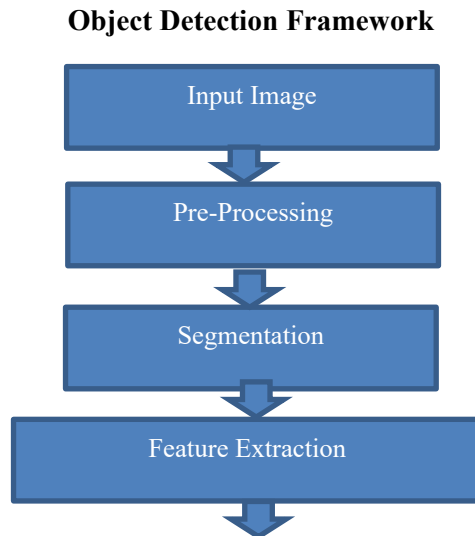 Object Detection Framework
Input Image
Pre-Processing
Segmentation
Feature Extraction